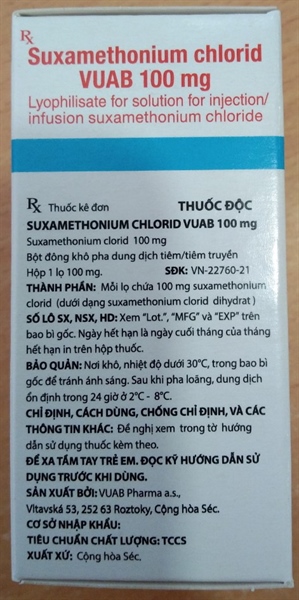 Rx
Suxamethonium chlorid
VUAB 100 mg
Lyophilisate for solution for injection/
infusion suxamethonium chloride
Rx Thuốc kê đơn THUỐC ĐỘC
SUXAMETHONIUM CHLORID VUAB 100 mg
Suxamethonium clorid 100 mg
Bột đông khô pha dung dịch tiêm/tiêm truyền
Hộp 1 lọ 100 mg. SĐK: VN-22760-21
THÀNH PHẦN: Mỗi lọ chứa 100 mg suxamethonium
clorid (dưới dạng suxamethonium clorid dihydrat)
SỐ LÔ SX, NSX, HD: Xem "Lot.", "MFG" và "EXP" trên
bao bì gốc. Ngày hết hạn là ngày cuối tháng của tháng
hết hạn in trên hộp thuốc.
BẢO QUẢN: Nơi khô, nhiệt độ dưới 30°C, trong bao bì
gốc để tránh ánh sáng. Sau khi pha loãng, dung dịch
ổn định trong 24 giờ ở 2°C - 8°C.
CHỈ ĐỊNH, CÁCH DÙNG, CHỐNG CHỈ ĐỊNH, VÀ CÁC
THÔNG TIN KHÁC: Đề nghị xem trong tờ hướng
dẫn sử dụng thuốc kèm theo.
ĐỂ XA TẦM TAY TRẺ EM. ĐỌC KỸ HƯỚNG DẪN SỬ
DỤNG TRƯỚC KHI DÙNG.
SẢN XUẤT BỞI: VUAB Pharma a.s.,
Vltavská 53, 252 63 Roztoky, Cộng hòa Séc.
CƠ SỞ NHẬP KHẨU:
TIÊU CHUẨN CHẤT LƯỢNG: TCCS
XUẤT XỨ: Cộng hòa Séc.